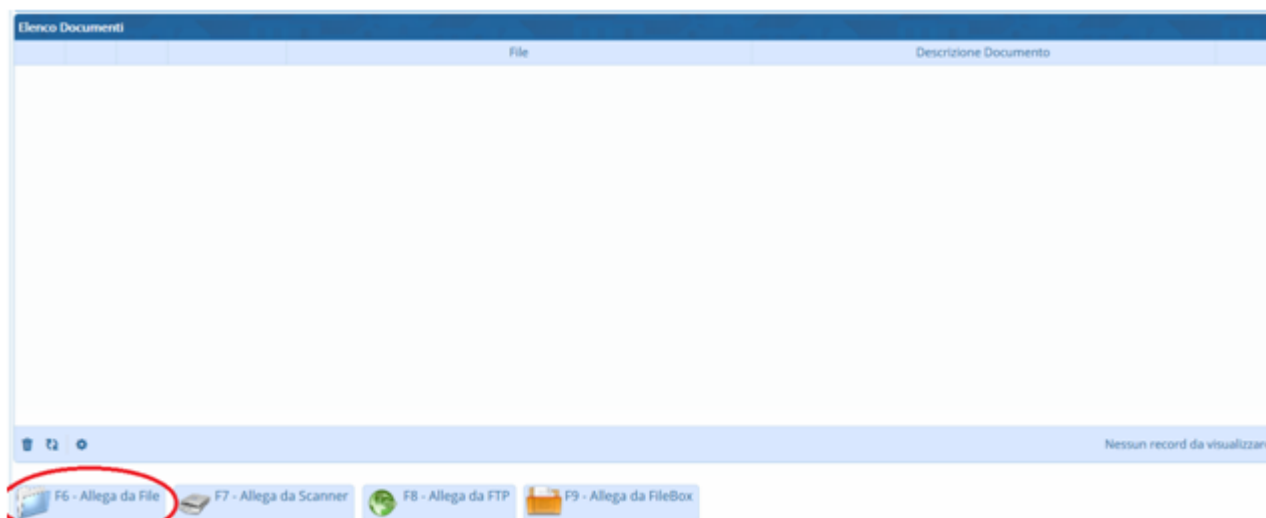 Elenco Documenti
File Descrizione Documento
Nessun record da visualizzare
F6 - Allega da File F7 - Allega da Scanner F8 - Allega da FTP F9 - Allega da FileBox